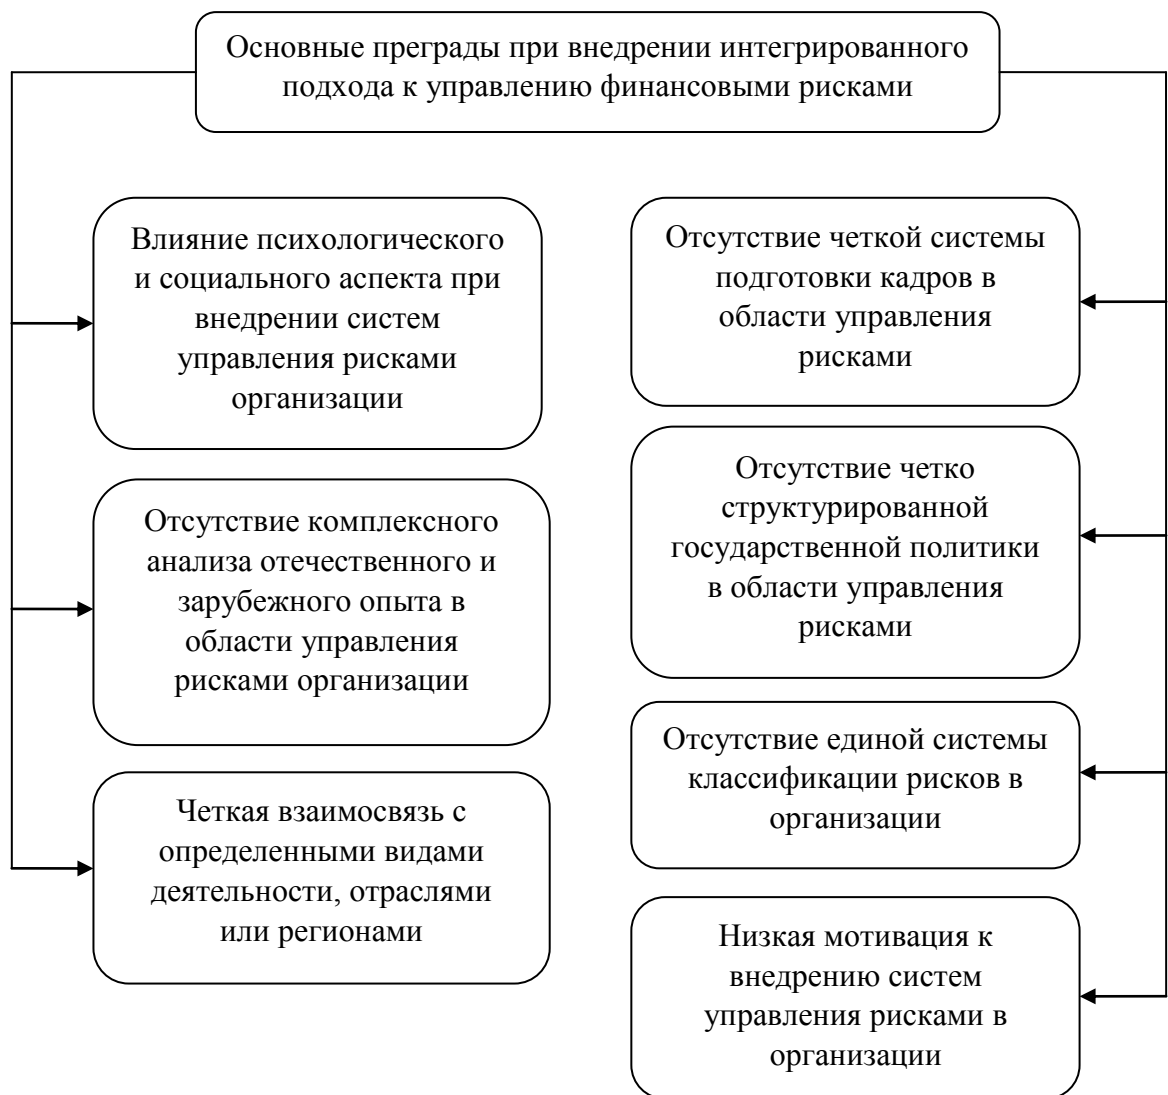 Основные преграды при внедрении интегрированного
подхода к управлению финансовыми рисками
Влияние психологического
и социального аспекта при
внедрении систем
управления рисками
организации
Отсутствие комплексного
анализа отечественного и
зарубежного опыта в
области управления
рисками организации
Четкая взаимосвязь с
определенными видами
деятельности, отраслями
или регионами
Отсутствие четкой системы
подготовки кадров в
области управления
рисками
Отсутствие четко
структурированной
государственной политики
в области управления
рисками
Отсутствие единой системы
классификации рисков в
организации
Низкая мотивация к
внедрению систем
управления рисками в
организации